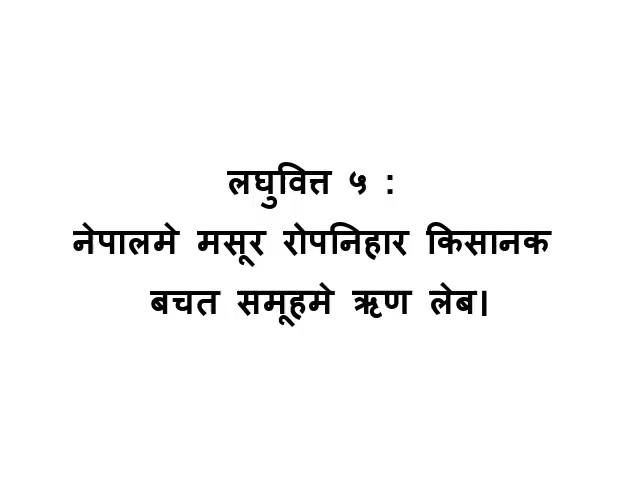 लघुवित्त ५ :
नेपालमे मसूर रोपनिहार किसानक
बचत समूहमे ऋण लेब।